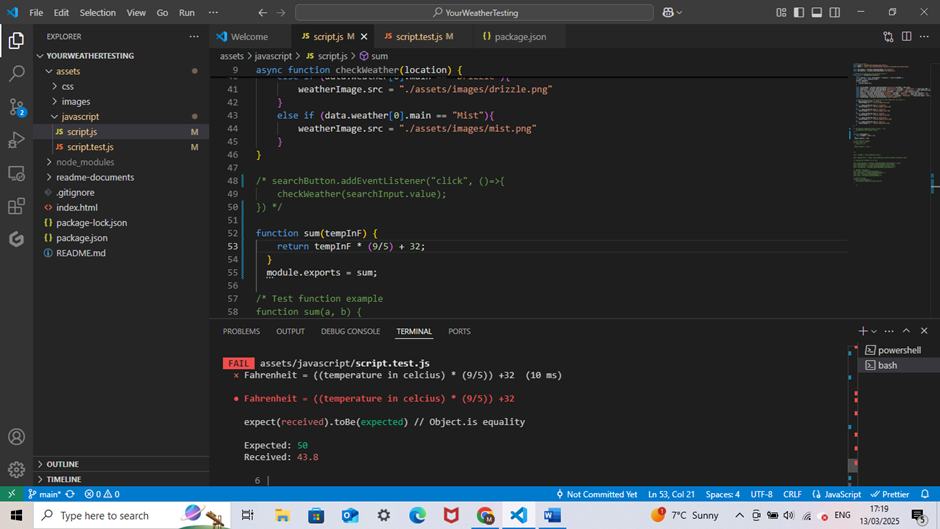 File Edit Selection View Go Run ··· YourWeatherTesting
EXPLORER ···
YOURWEATHERTESTING
assets
css
images
javascript
JS script.js M
JS script.test.js M
node_modules
readme-documents
.gitignore
<> index.html
{} package-lock.json
{} package.json
README.md
OUTLINE
TIMELINE
2
Welcome JS script.js M × JS script.test.js M {} package.json
assets > javascript > JS script.js > sum
9 async function checkWeather(location) {
41 weatherImage.src = "./assets/images/drizzle.png"
42 }
43 else if (data.weather[0].main == "Mist"){
44 weatherImage.src = "./assets/images/mist.png"
45 }
46 }
47
48 /* searchButton.addEventListener("click", ()=>{
49 checkWeather(searchInput.value);
50 }) */
51
52 function sum(tempInF) {
53 return tempInF * (9/5) + 32;
54 }
55 module.exports = sum;
56
57 /* Test function example
58 function sum(a, b) {
PROBLEMS OUTPUT DEBUG CONSOLE TERMINAL PORTS
powershell
bash
FAIL assets/javascript/script.test.js
× Fahrenheit = ((temperature in celcius) * (9/5)) +32 (10 ms)
● Fahrenheit = ((temperature in celcius) * (9/5)) +32
expect(received).toBe(expected) // Object.is equality
Expected: 50
Received: 43.8
6 |
main* 0 0 Not Committed Yet Ln 53, Col 21 Spaces: 4 UTF-8 CRLF {} JavaScript Prettier
Type here to search 7°C Sunny ENG 17:19
13/03/2025 5